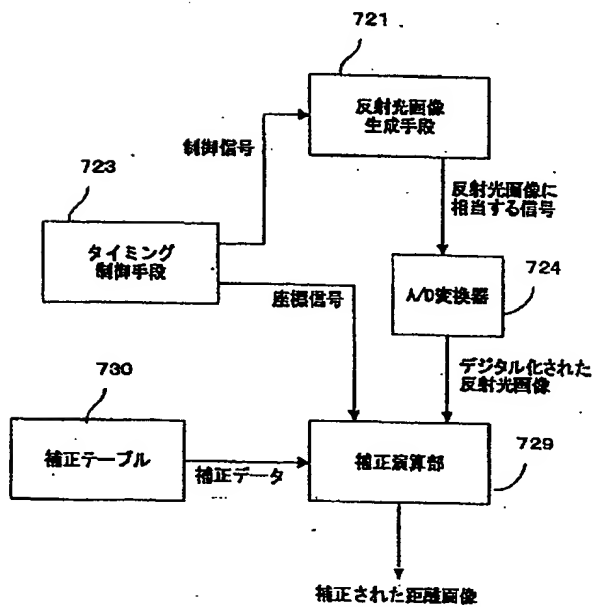 721
反射光画像
生成手段
制御信号
723
反射光画像に
相当する信号
タイミング
制御手段
724
A/D変換器
座標信号
デジタル化された
反射光画像
730
729
補正テーブル
補正演算部
補正データ
補正された距離画像